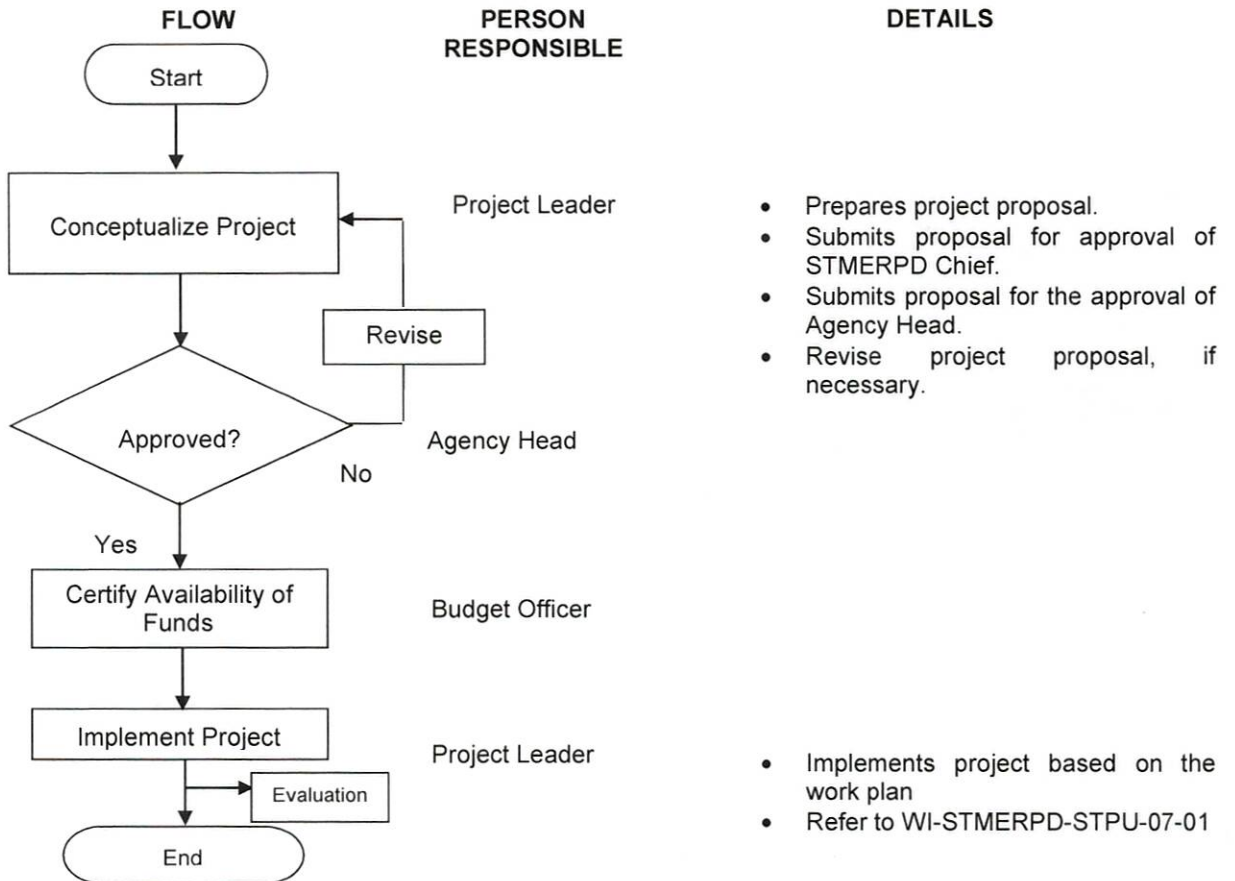 FLOW
PERSON
RESPONSIBLE
DETAILS
Start
Conceptualize Project
Project Leader
• Prepares project proposal.
• Submits proposal for approval of
STMERPD Chief.
• Submits proposal for the approval of
Agency Head.
• Revise project proposal, if
necessary.
Revise
Approved?
No
Agency Head
Yes
Certify Availability of
Funds
Budget Officer
Implement Project
Project Leader
• Implements project based on the
work plan
• Refer to WI-STMERPD-STPU-07-01
Evaluation
End